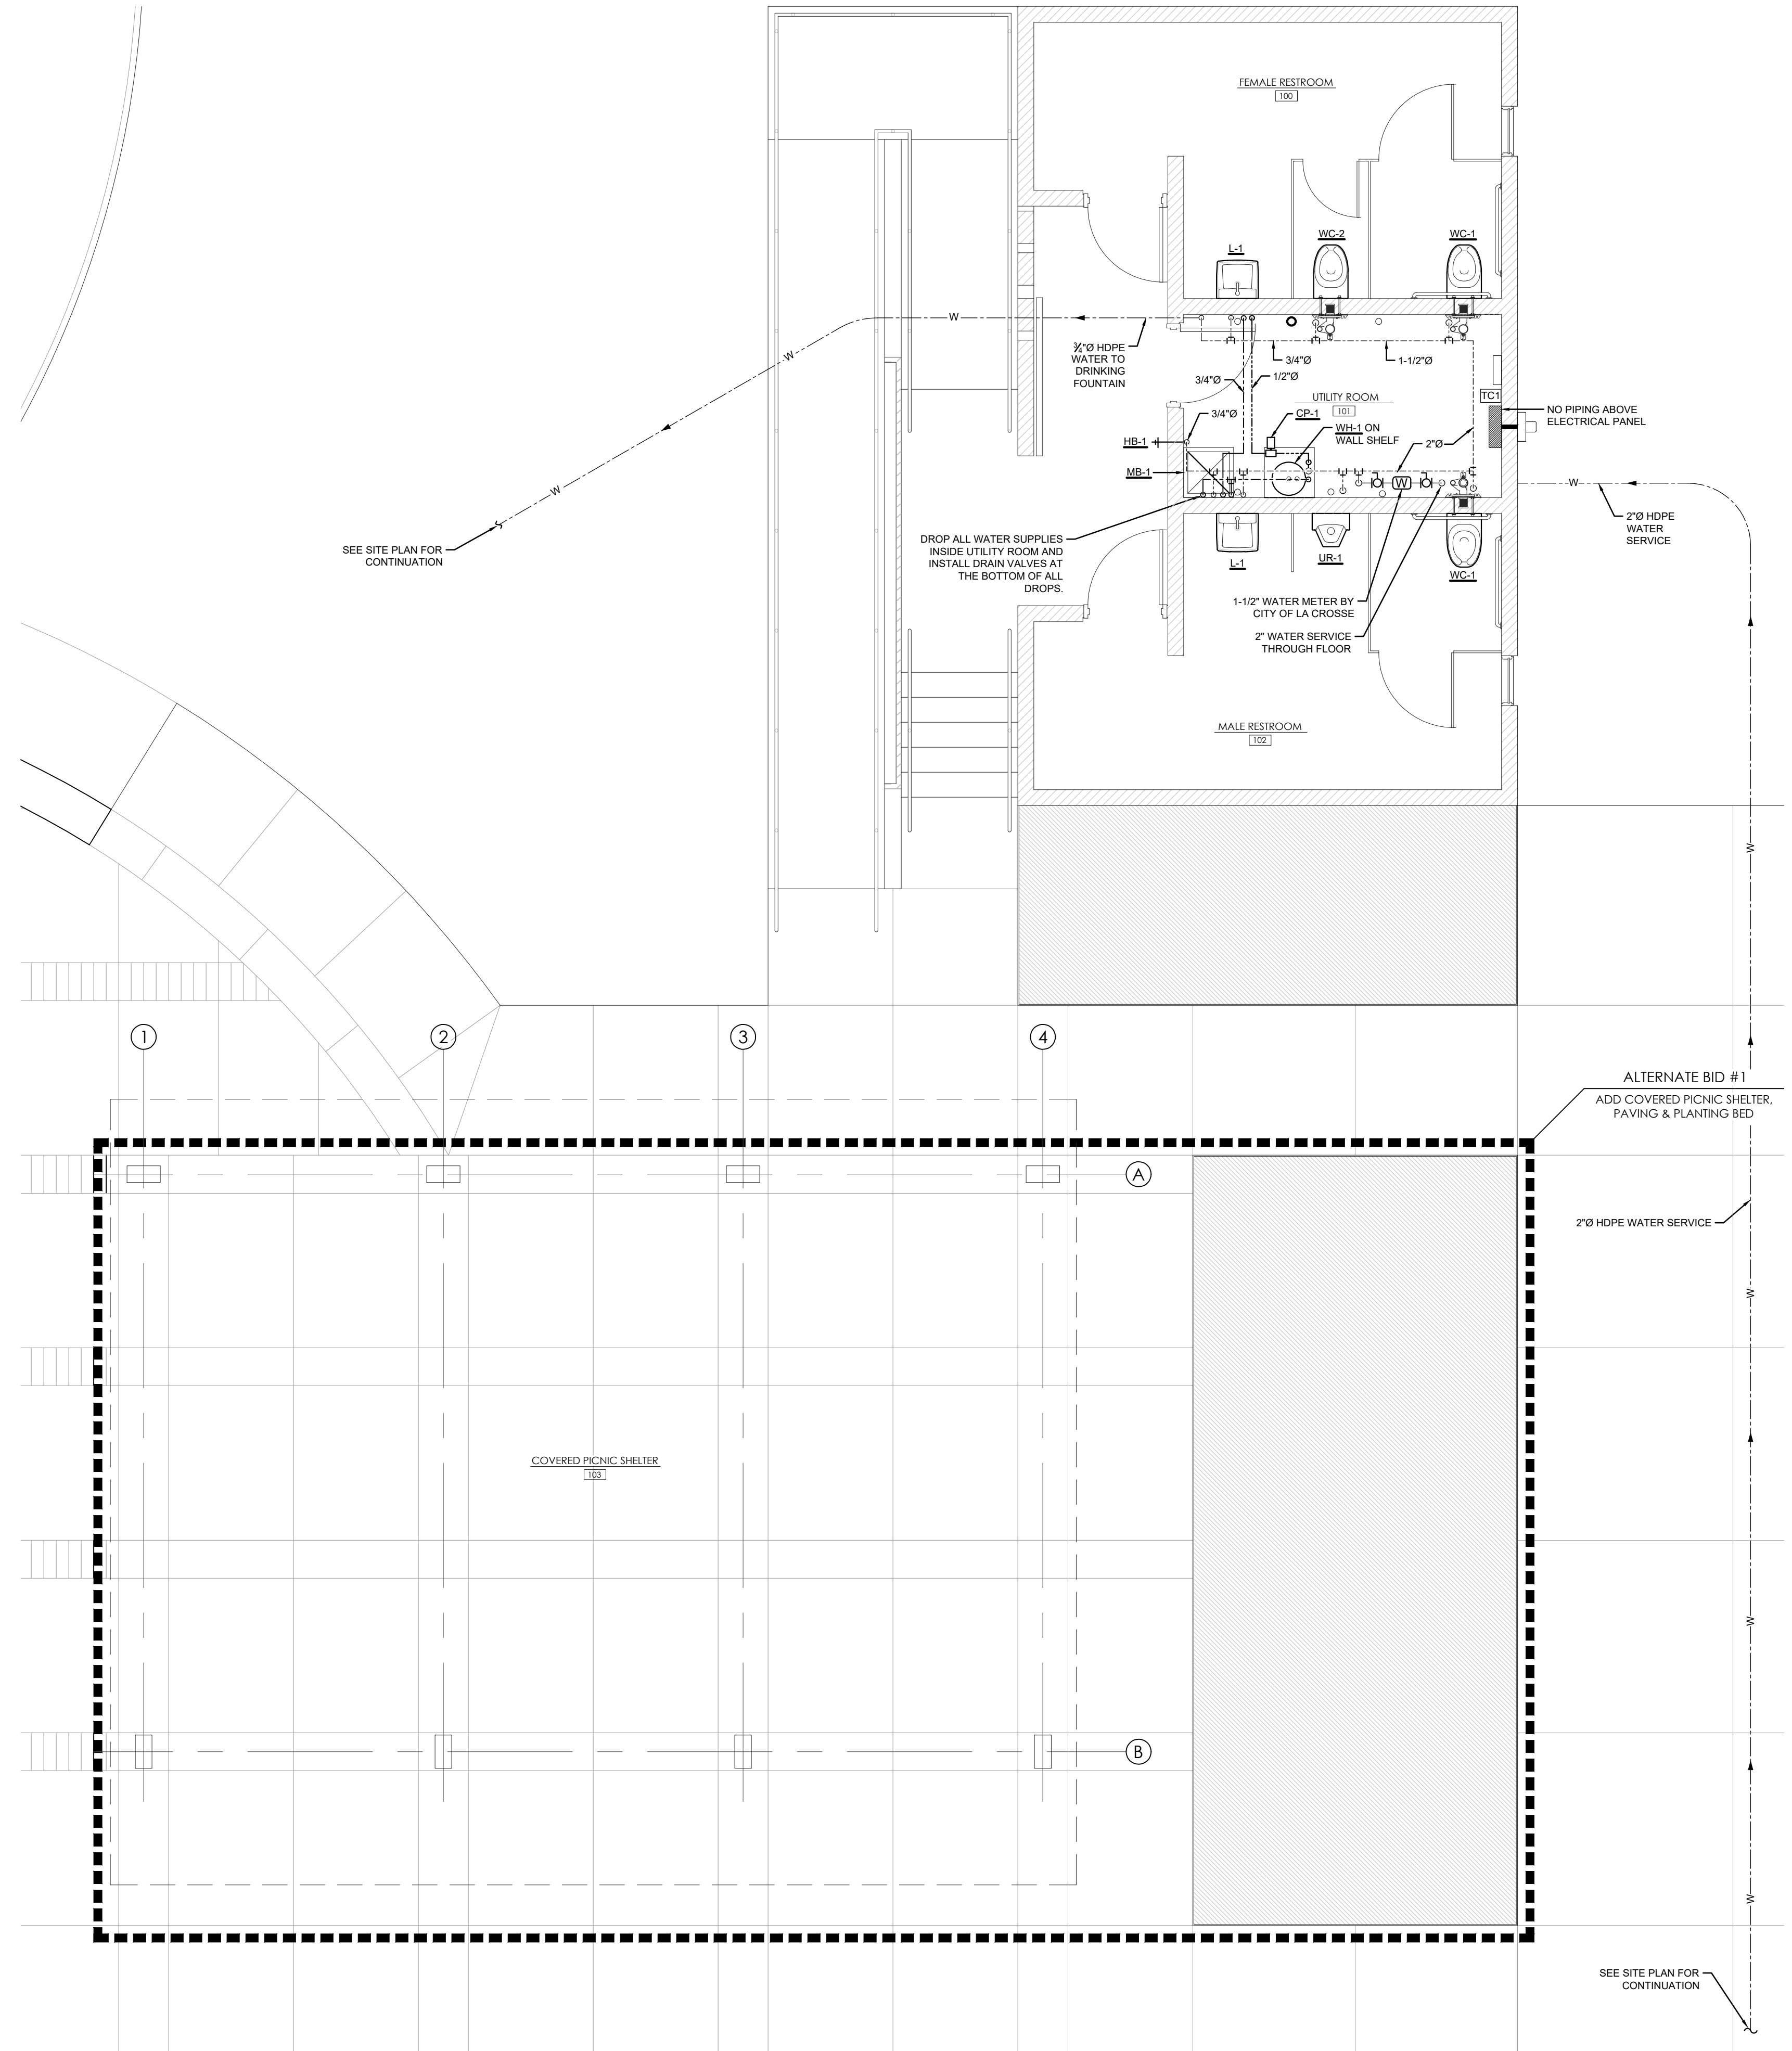 FEMALE RESTROOM
100
WC-2
WC-1
L-1
W
W
W
¾"Ø HDPE
WATER TO
DRINKING
FOUNTAIN
3/4"Ø
1-1/2"Ø
3/4"Ø
1/2"Ø
UTILITY ROOM
101
TC1
NO PIPING ABOVE
ELECTRICAL PANEL
3/4"Ø
CP-1
WH-1 ON
WALL SHELF
HB-1
2"Ø
MB-1
W
W
2"Ø HDPE
WATER
SERVICE
SEE SITE PLAN FOR
CONTINUATION
DROP ALL WATER SUPPLIES
INSIDE UTILITY ROOM AND
INSTALL DRAIN VALVES AT
THE BOTTOM OF ALL
DROPS.
L-1
UR-1
WC-1
1-1/2" WATER METER BY
CITY OF LA CROSSE
2" WATER SERVICE
THROUGH FLOOR
MALE RESTROOM
102
W
1
2
3
4
ALTERNATE BID #1
ADD COVERED PICNIC SHELTER,
PAVING & PLANTING BED
A
2"Ø HDPE WATER SERVICE
W
COVERED PICNIC SHELTER
103
W
B
W
SEE SITE PLAN FOR
CONTINUATION